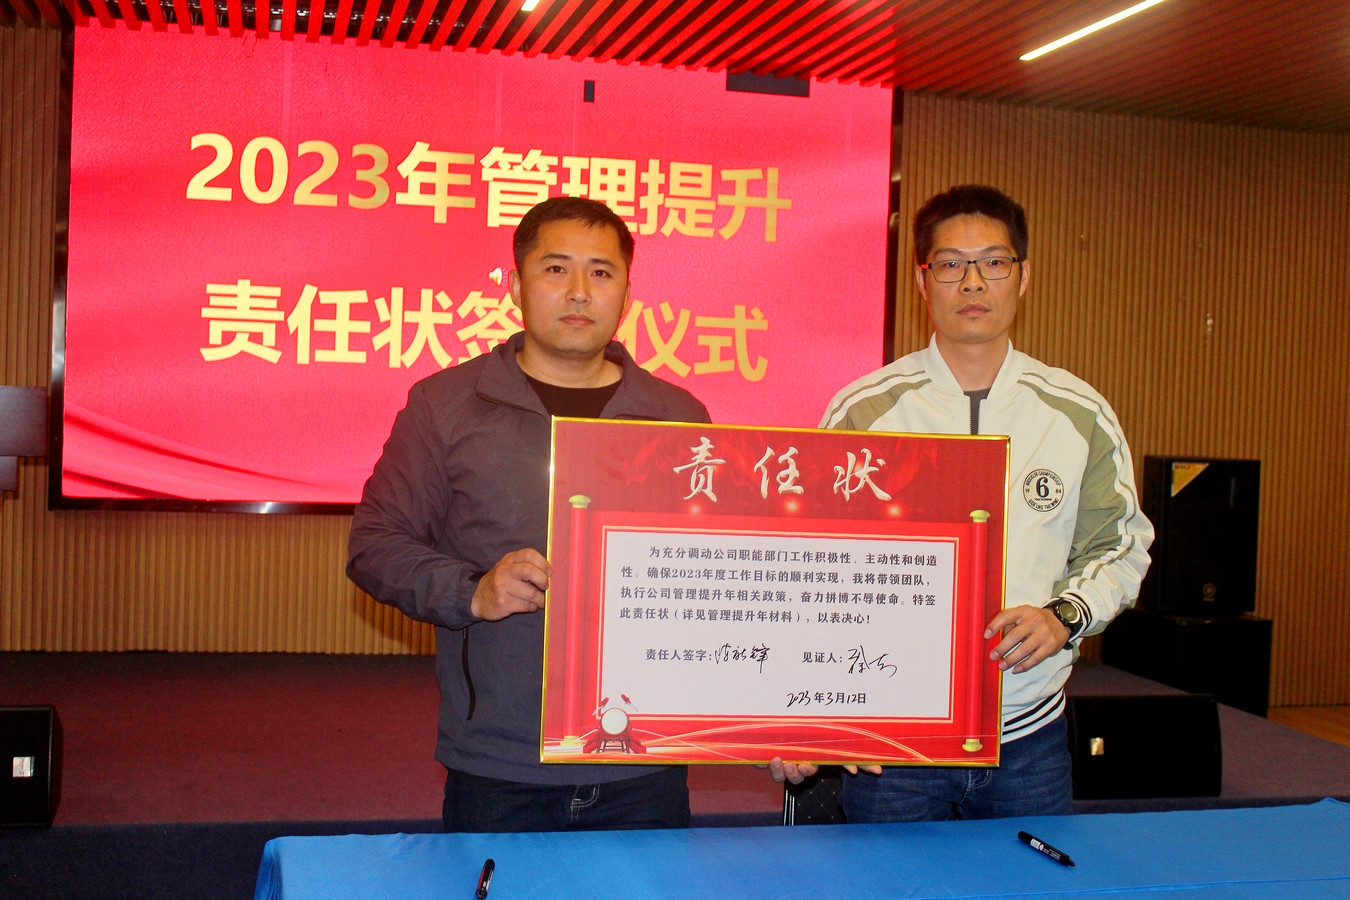 2023年管理提升
责任状签 仪式
责任状
为充分调动公司职能部门工作积极性、主动性和创造
性。确保2023年度工作目标的顺利实现，我将带领团队，
执行公司管理提升年相关政策，奋力拼博不辱使命。特签
此责任状（详见管理提升年材料），以表决心！
责任人签字： 见证人：
2023年3月12日
6
19 86